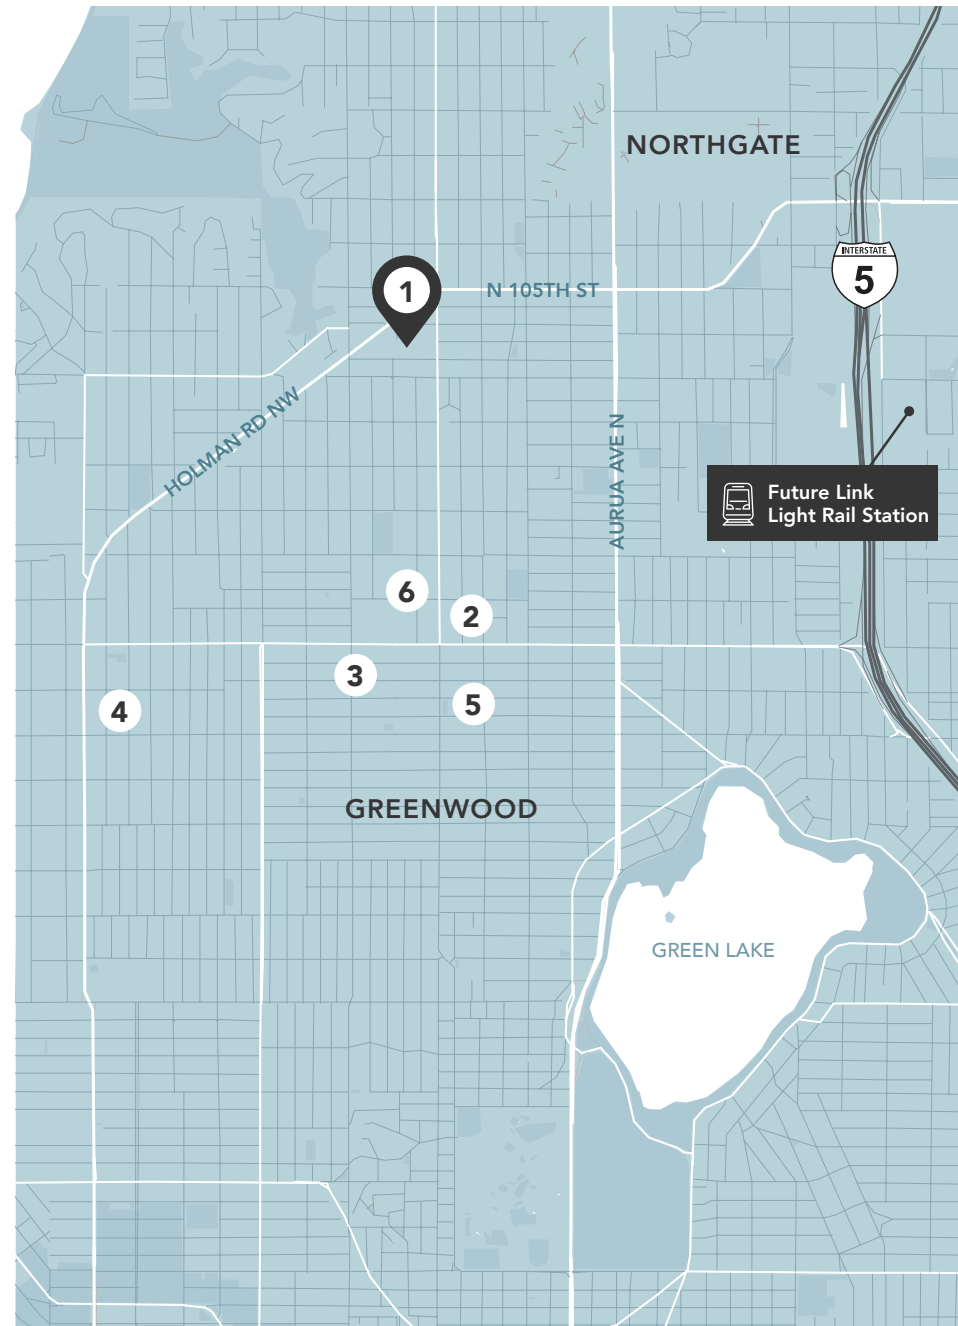 NORTHGATE
INTERSTATE
5
1
N 105TH ST
HOLMAN RD NW
AURUA AVE N
Future Link
Light Rail Station
6
2
3
5
4
GREENWOOD
GREEN LAKE